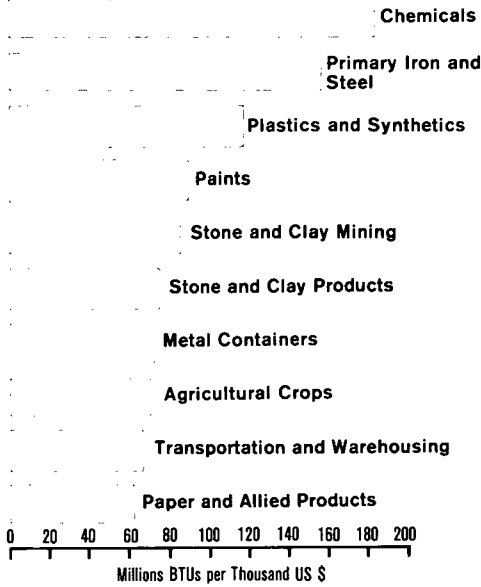 Chemicals
Primary Iron and
Steel
Plastics and Synthetics
Paints
Stone and Clay Mining
Stone and Clay Products
Metal Containers
Agricultural Crops
Transportation and Warehousing
Paper and Allied Products
0 20 40 60 80 100 120 140 160 180 200
Millions BTUs per Thousand US $